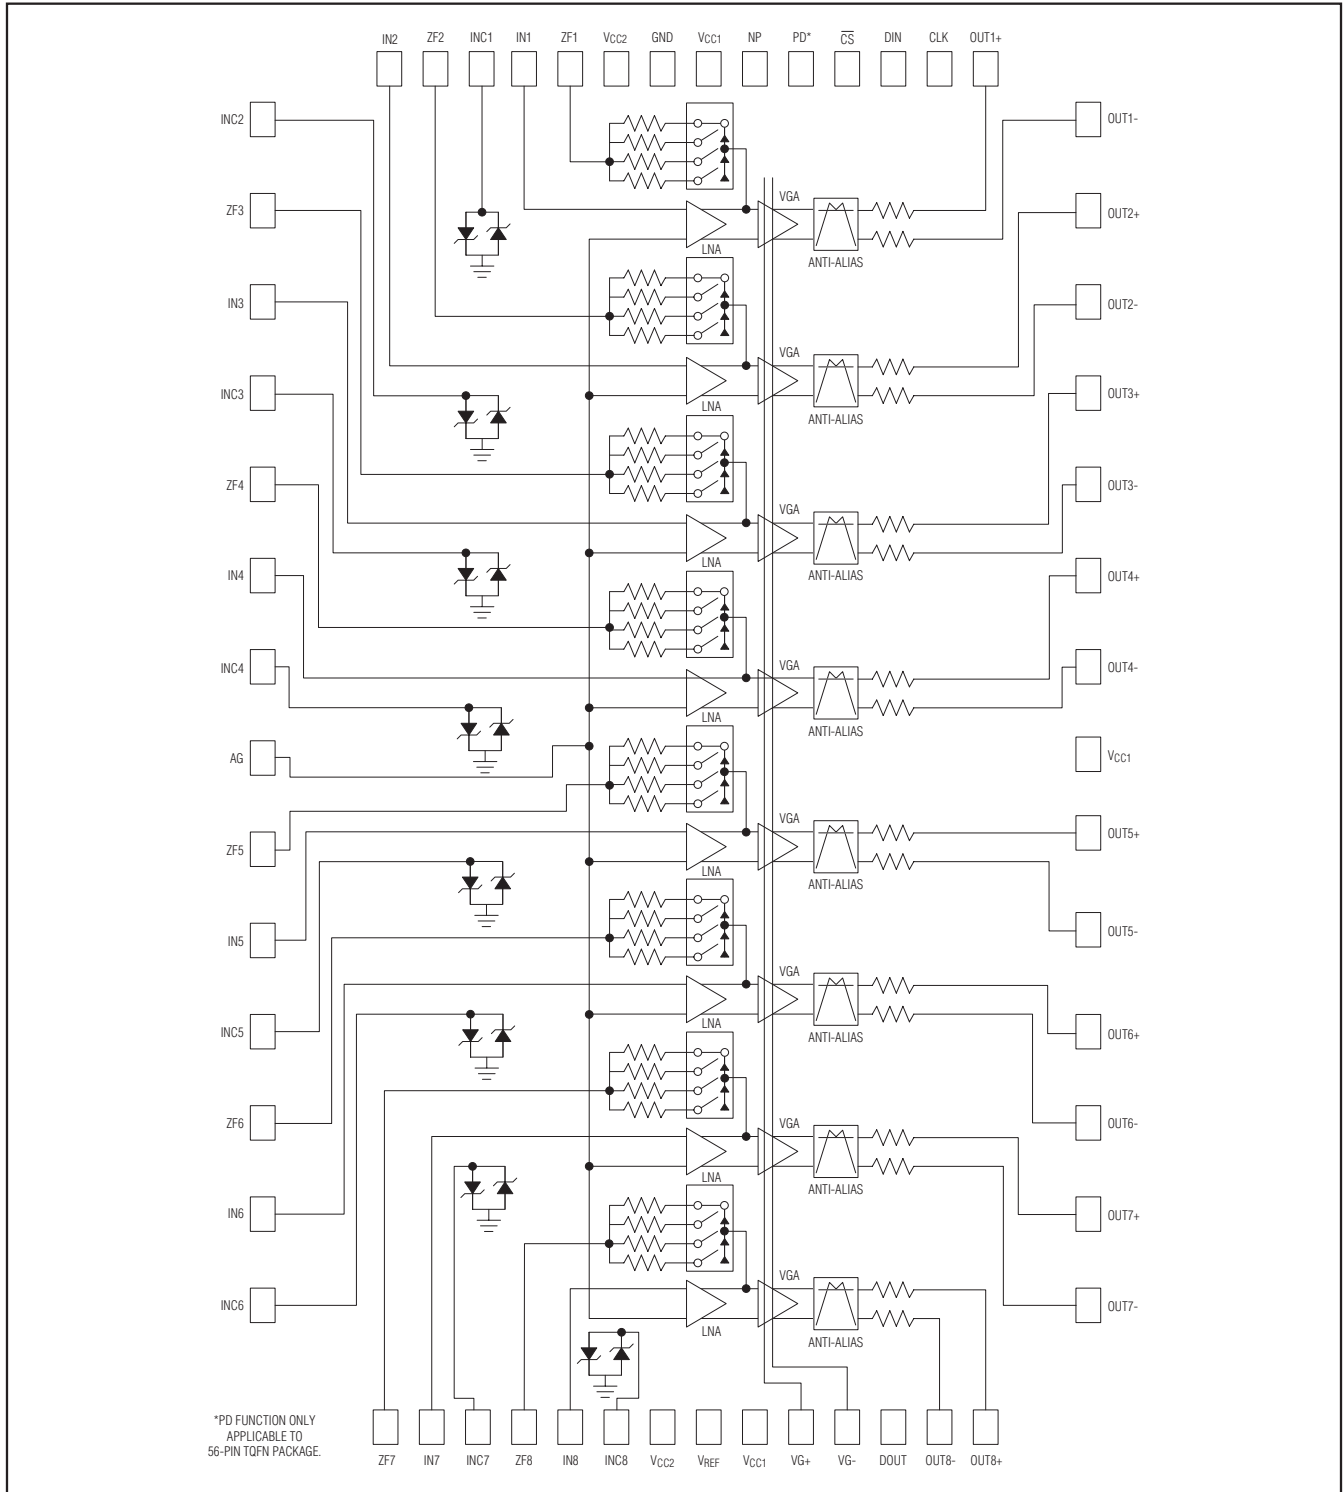 IN2 ZF2 INC1 IN1 ZF1 VCC2 GND VCC1 NP PD* CS DIN CLK OUT1+
INC2 OUT1-
VGA
ZF3 OUT2+
LNA ANTI-ALIAS
IN3 OUT2-
VGA
INC3 OUT3+
LNA ANTI-ALIAS
ZF4 OUT3-
VGA
LNA ANTI-ALIAS
IN4 OUT4+
VGA
INC4 OUT4-
LNA ANTI-ALIAS
AG VCC1
VGA
ZF5 OUT5+
LNA ANTI-ALIAS
IN5 OUT5-
VGA
INC5 OUT6+
LNA ANTI-ALIAS
ZF6 OUT6-
VGA
LNA ANTI-ALIAS
IN6 OUT7+
VGA
INC6 OUT7-
LNA ANTI-ALIAS
*PD FUNCTION ONLY
APPLICABLE TO
56-PIN TQFN PACKAGE.
ZF7 IN7 INC7 ZF8 IN8 INC8 VCC2 VREF VCC1 VG+ VG- DOUT OUT8- OUT8+